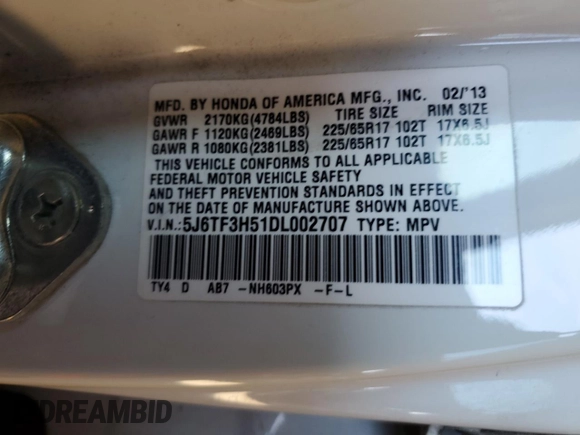 MFD. BY HONDA OF AMERICA MFG., INC. 02/'13
GVWR 2170KG(4784LBS) TIRE SIZE RIM SIZE
GAWR F 1120KG(2469LBS) 225/65R17 102T 17X6.5J
GAWR R 1080KG(2381LBS) 225/65R17 102T 17X6.5J
THIS VEHICLE CONFORMS TO ALL APPLICABLE
FEDERAL MOTOR VEHICLE SAFETY
AND THEFT PREVENTION STANDARDS IN EFFECT
ON THE DATE OF MANUFACTURE SHOWN ABOVE.
V.I.N.:5J6TF3H51DL002707 TYPE: MPV
TY4 D AB7 -NH603PX -F-L
IDREAMBID